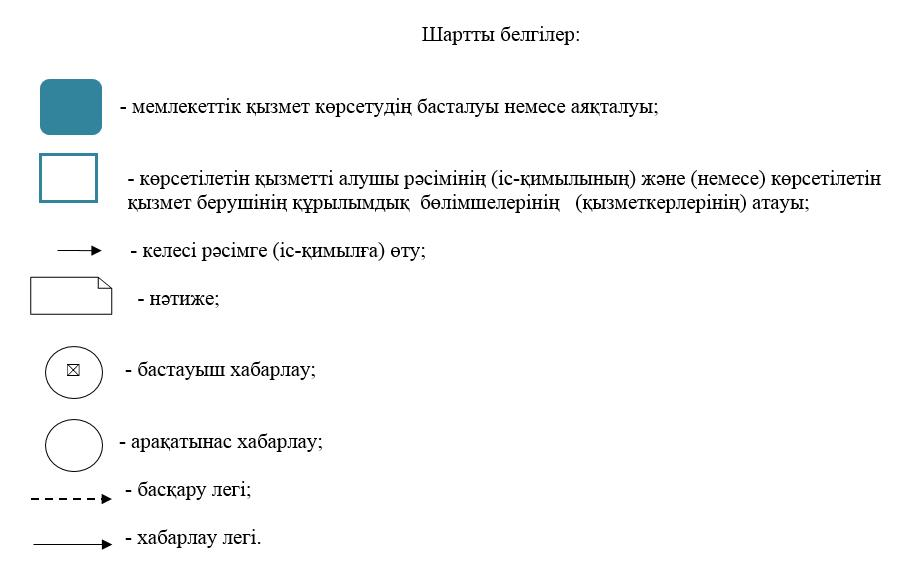 Шартты белгілер:
- мемлекеттік қызмет көрсетудің басталуы немесе аяқталуы;
- көрсетілетін қызметті алушы рәсімінің (іс-қимылының) және (немесе) көрсетілетін
қызмет берушінің құрылымдық бөлімшелерінің (қызметкерлерінің) атауы;
- келесі рәсімге (іс-қимылға) өту;
- нәтиже;
- бастауыш хабарлау;
- арақатынас хабарлау;
- басқару легі;
- хабарлау легі.